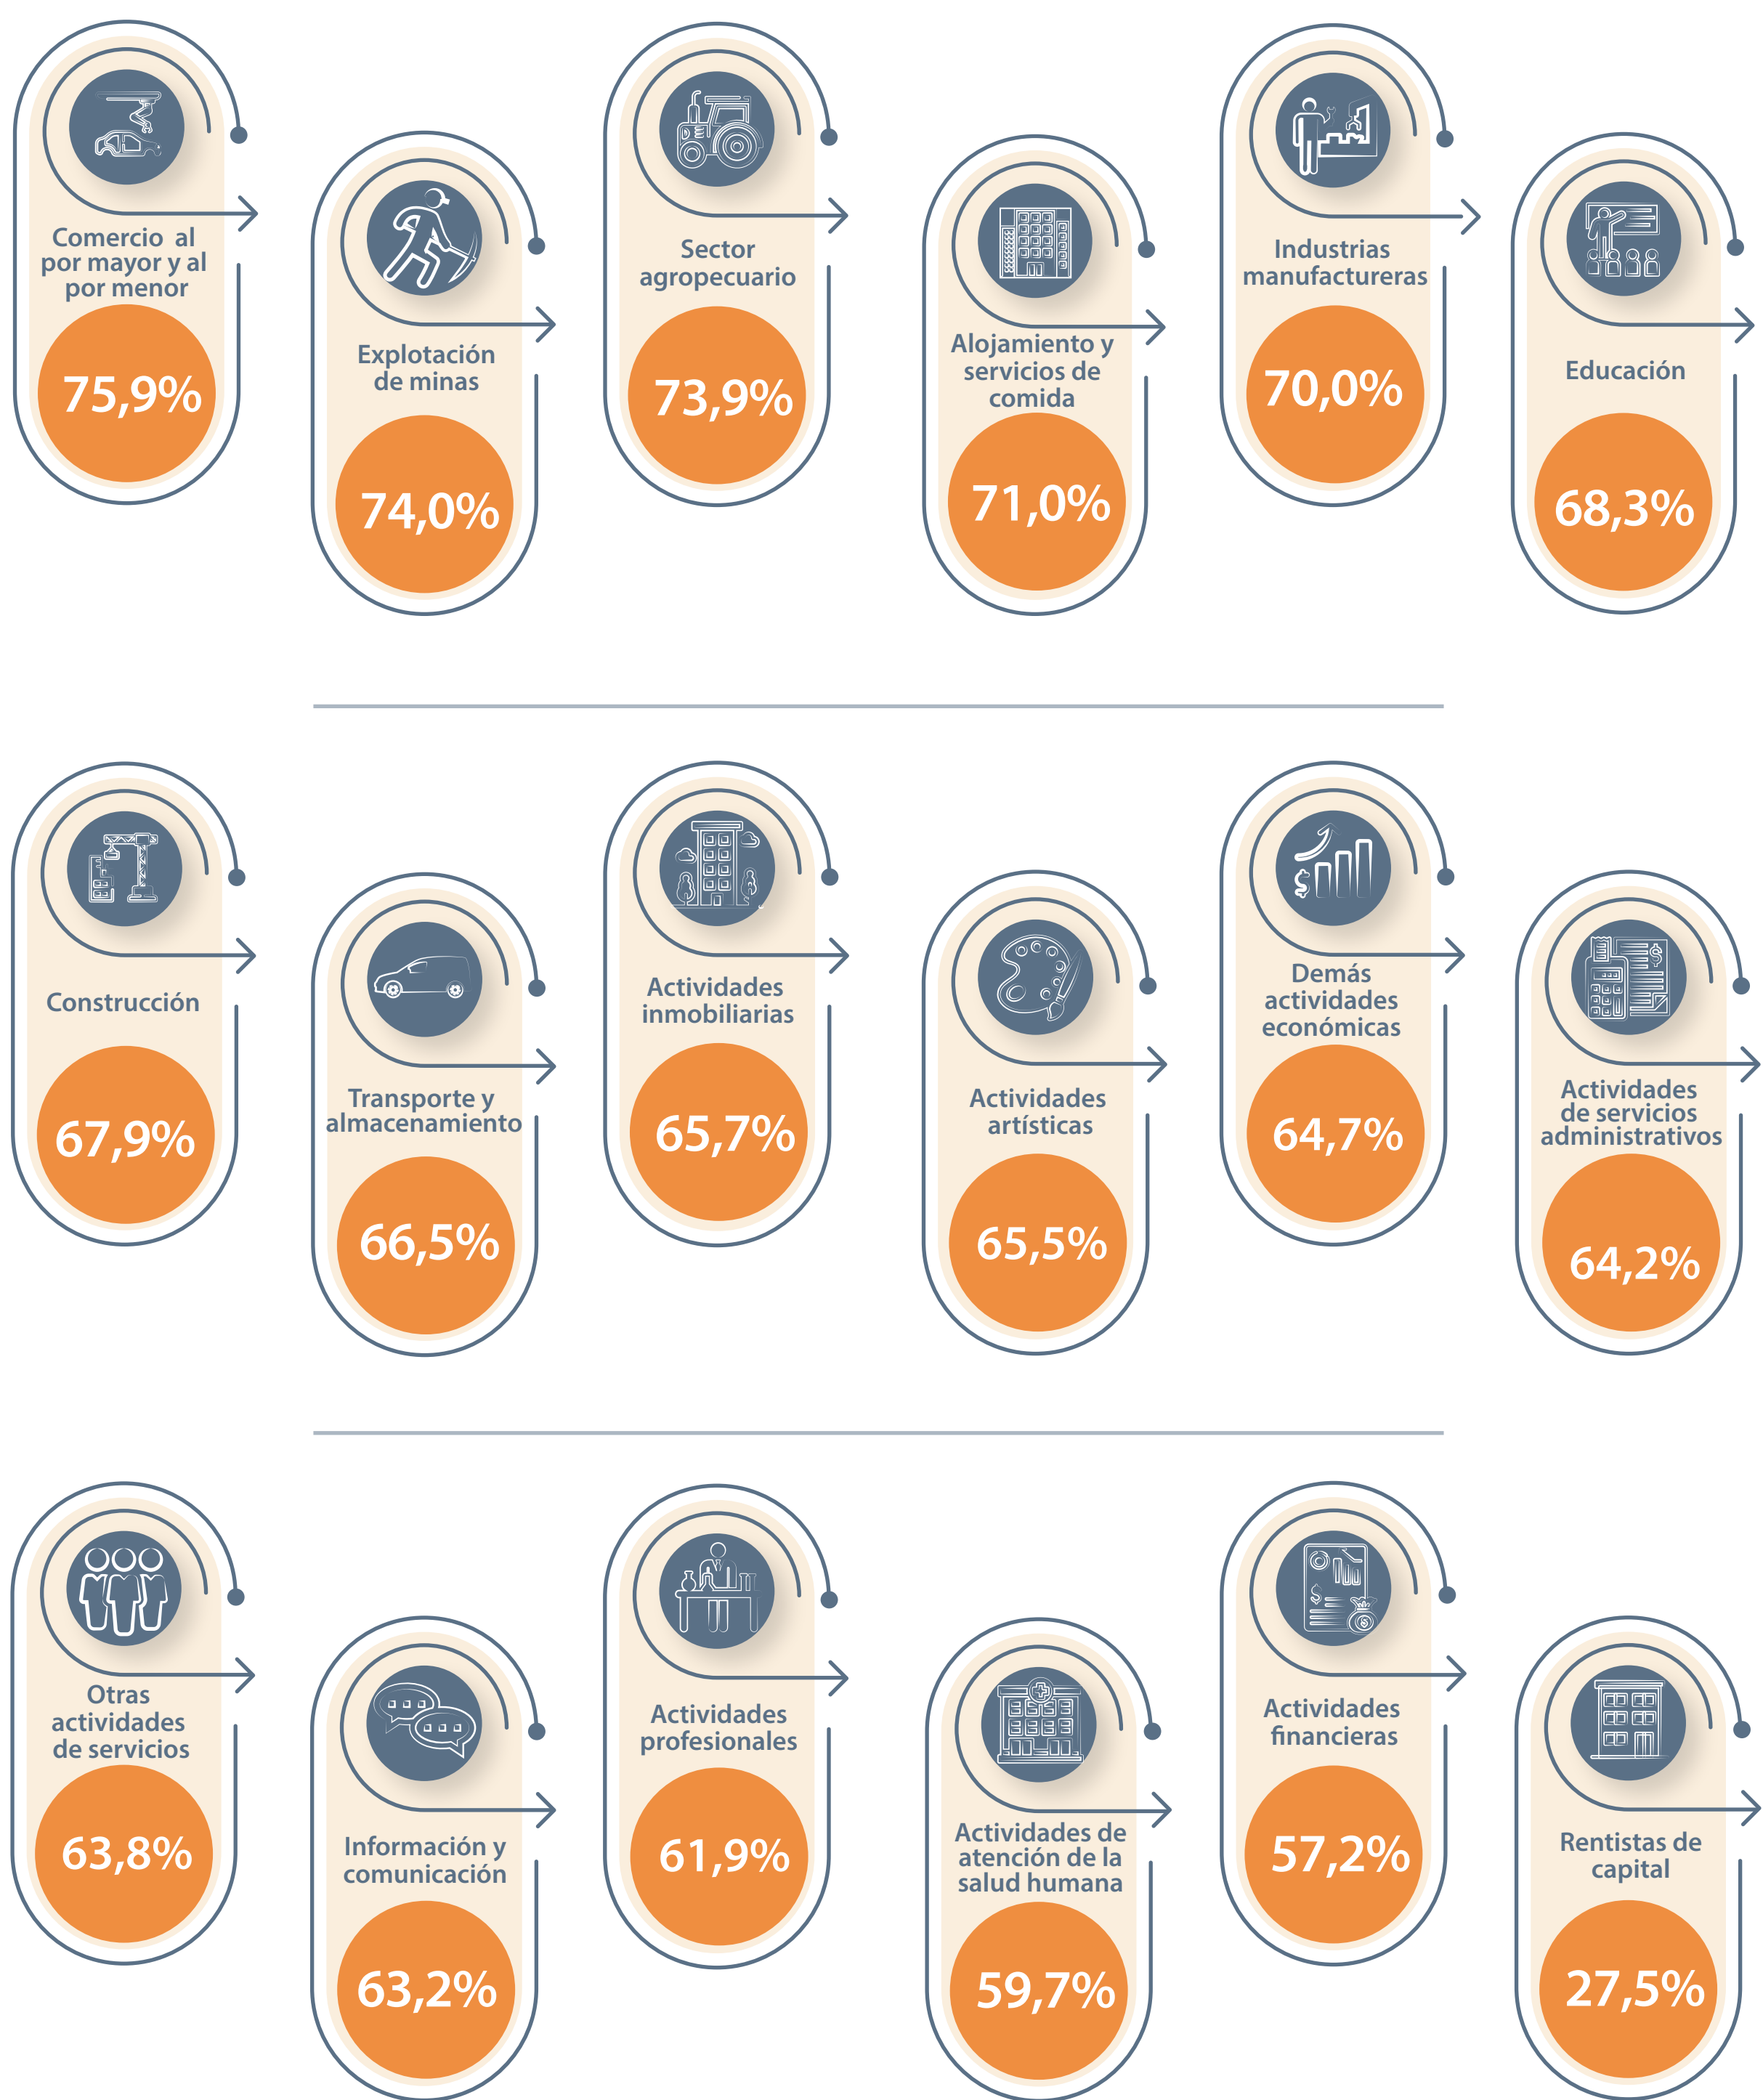 Comercio al
por mayor y al
por menor
75,9%
Explotación
de minas
74,0%
Sector
agropecuario
73,9%
Alojamiento y
servicios de
comida
71,0%
Industrias
manufactureras
70,0%
Educación
68,3%
Construcción
67,9%
Transporte y
almacenamiento
66,5%
Actividades
inmobiliarias
65,7%
Actividades
artísticas
65,5%
Demás
actividades
económicas
64,7%
Actividades
de servicios
administrativos
64,2%
Otras
actividades
de servicios
63,8%
Información y
comunicación
63,2%
Actividades
profesionales
61,9%
Actividades de
atención de la
salud humana
59,7%
Actividades
financieras
57,2%
Rentistas de
capital
27,5%